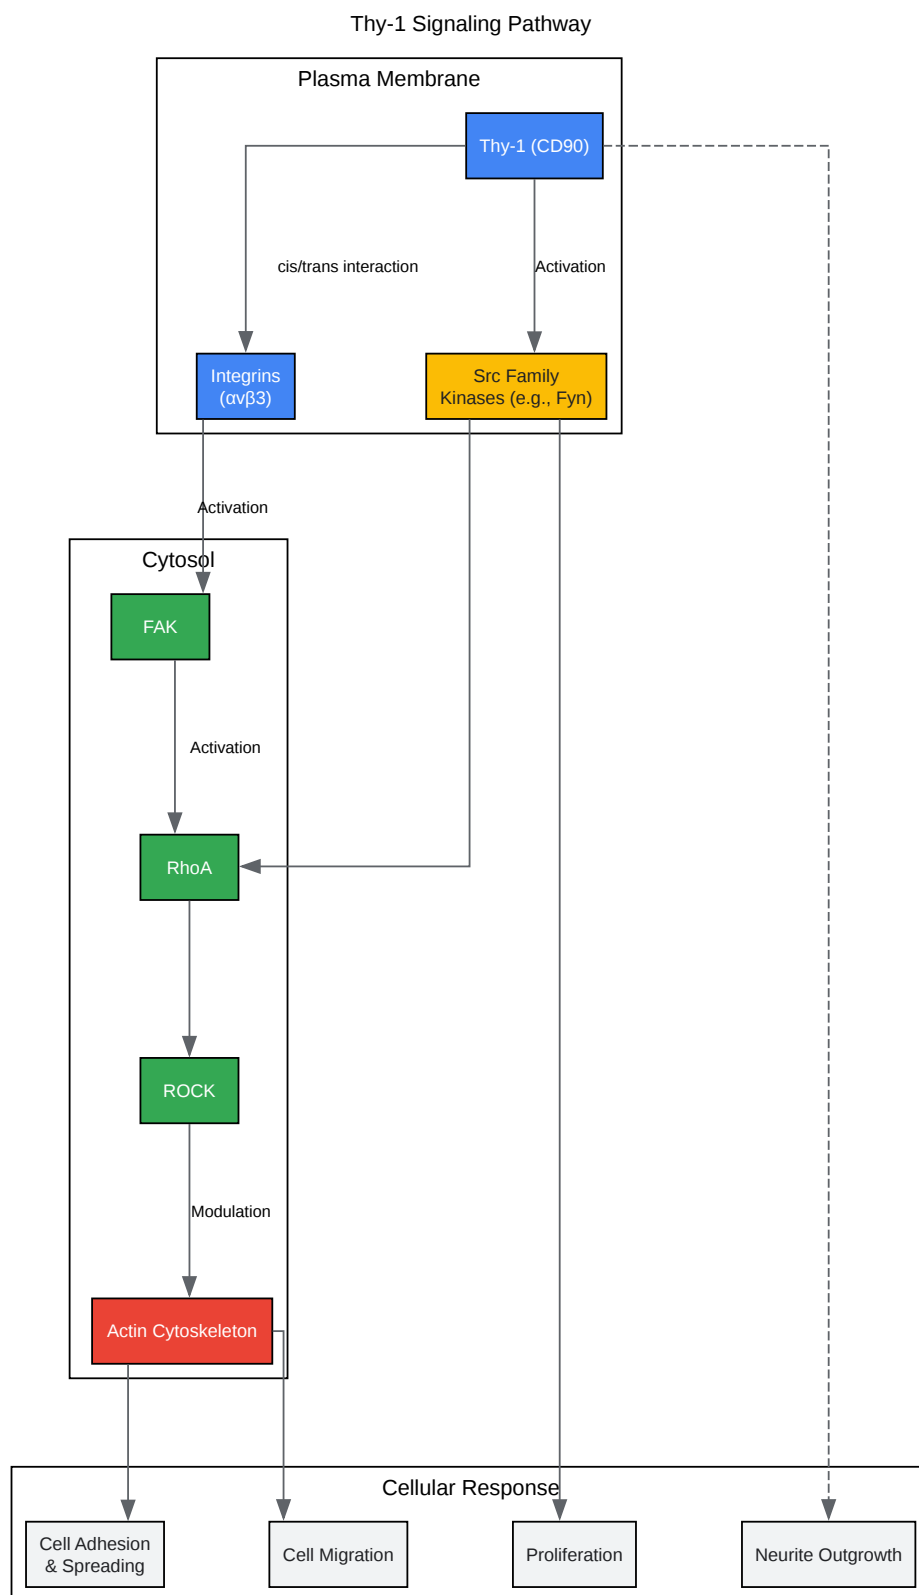 Thy-1 Signaling Pathway
Plasma Membrane
Thy-1 (CD90)
cis/trans interaction
Activation
Integrins
(αvβ3)
Src Family
Kinases (e.g., Fyn)
Activation
Cytosol
FAK
Activation
RhoA
ROCK
Modulation
Actin Cytoskeleton
Cellular Response
Cell Adhesion
& Spreading
Cell Migration
Proliferation
Neurite Outgrowth